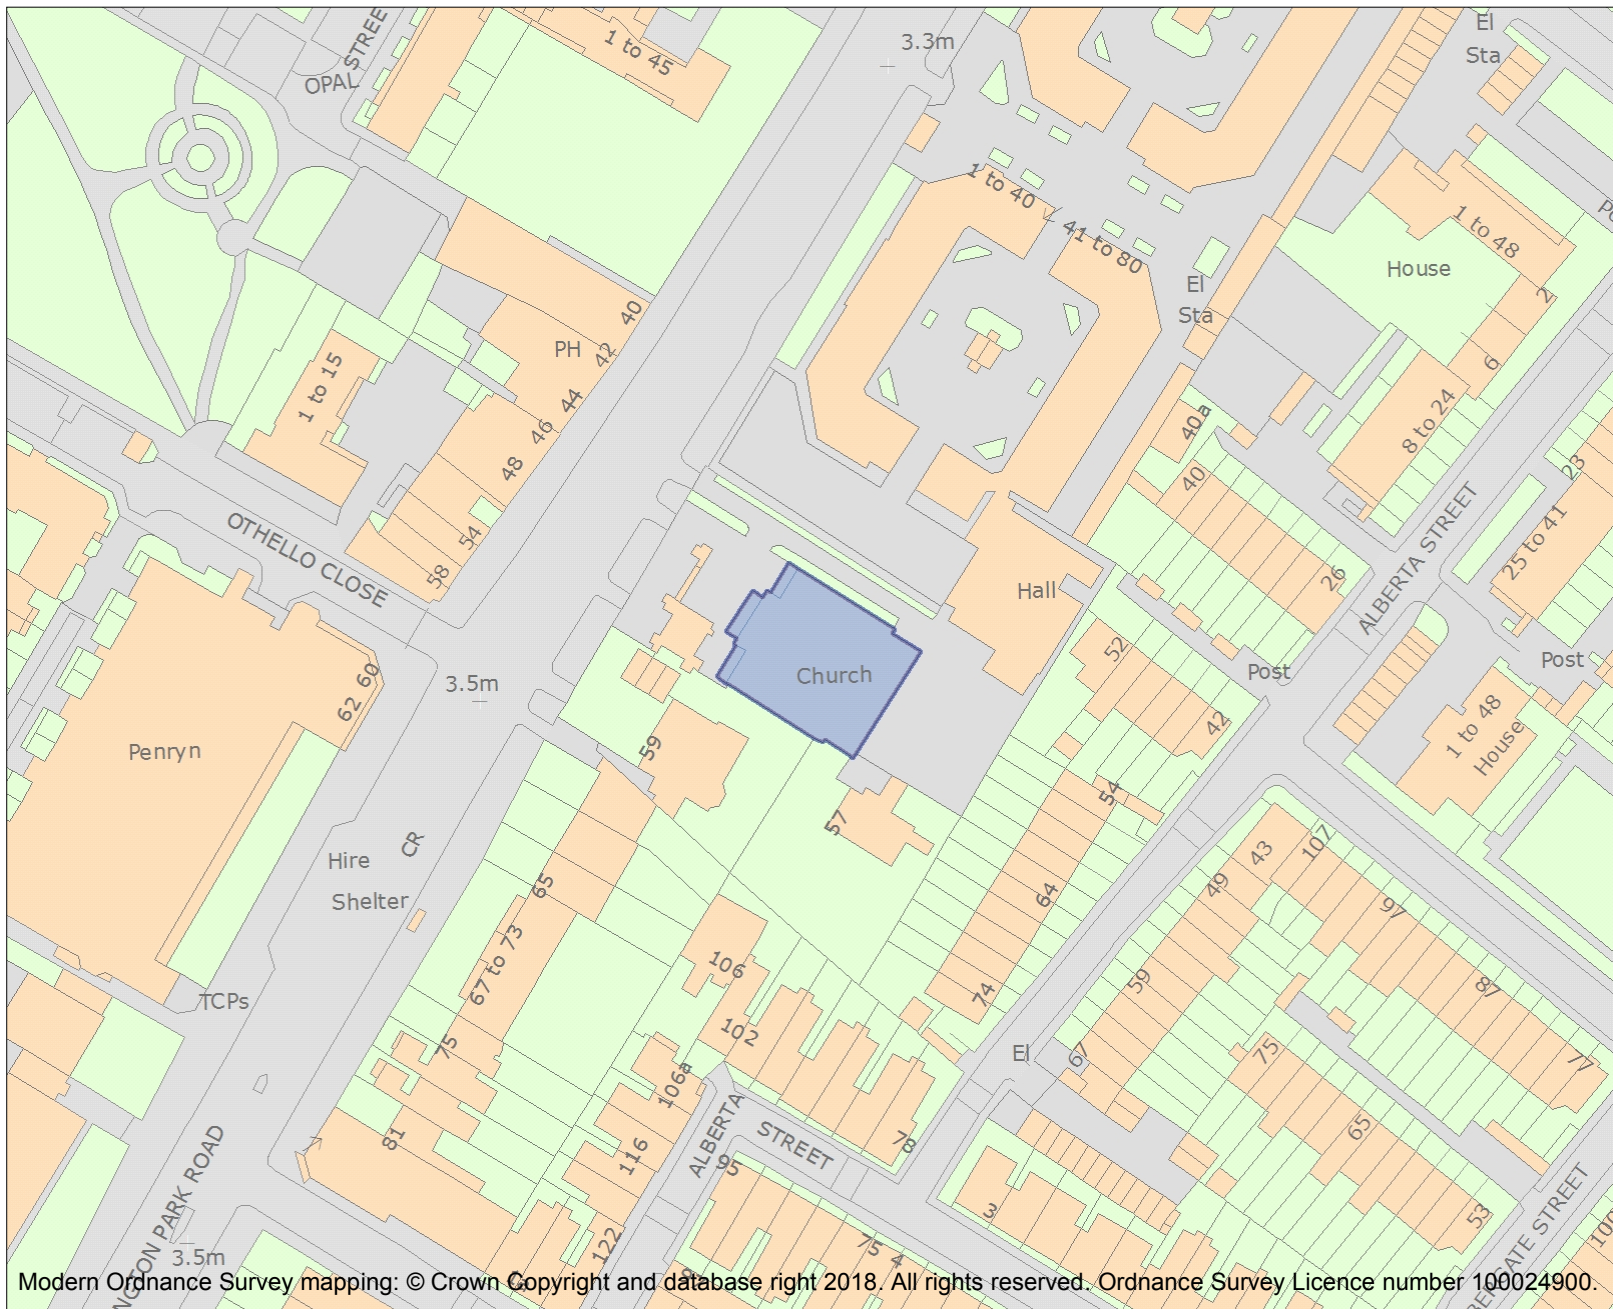 OPAL
STREE
1 to 45
3.3m
El
Sta
1 to 40
41 to 80
1 to 48
House
El
Sta
2
6
40
42
44
46
48
54
58
PH
1 to 15
40a
40
8 to 24
23
25 to 41
26
ALBERTA STREET
OTHELLO CLOSE
Hall
Church
Post
Post
52
42
60
62
3.5m
Penryn
59
57
54
1 to 48
House
Hire
CR
Shelter
65
67 to 73
64
43
107
49
97
106
102
74
59
87
TCPs
75
106a
El
67
75
77
81
116
ALBERTA
STREET
78
65
95
3
53
122
75
4
3.5m
NGTON PARK ROAD
RGATE STREET
Modern Ordnance Survey mapping: © Crown Copyright and database right 2018. All rights reserved. Ordnance Survey Licence number 100024900.